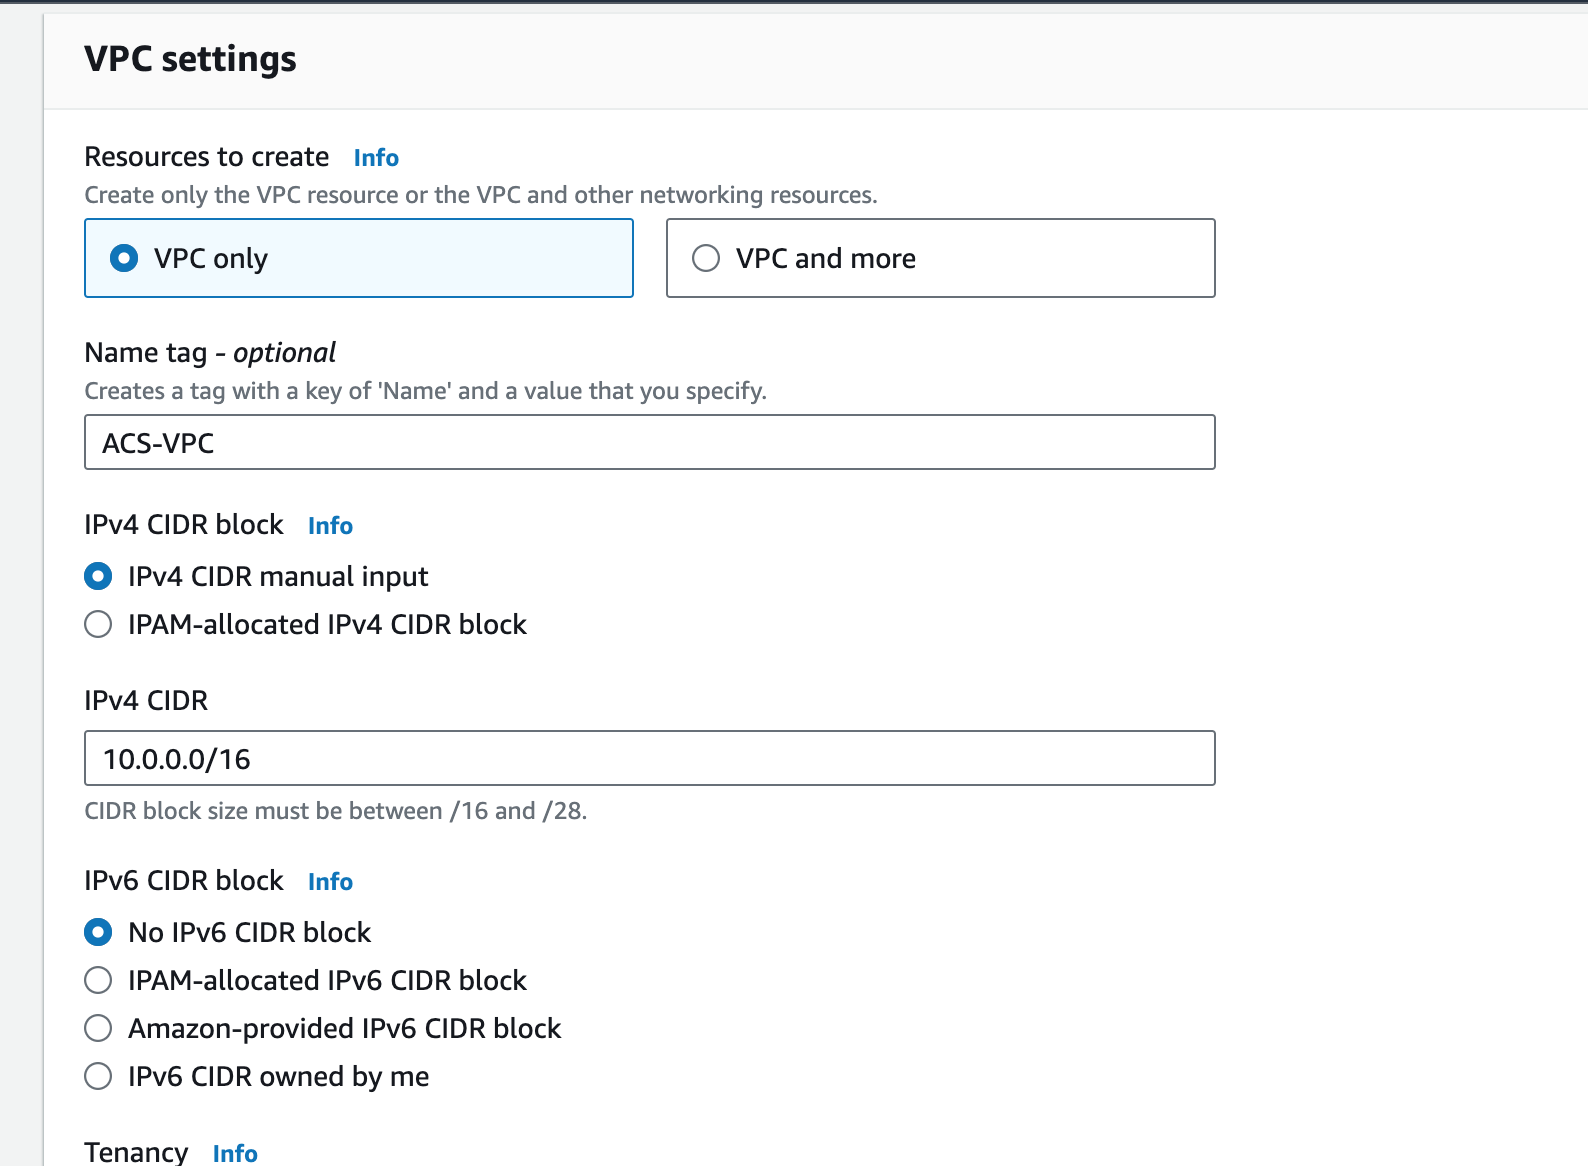 VPC settings
Resources to create Info
Create only the VPC resource or the VPC and other networking resources.
VPC only VPC and more
Name tag - optional
Creates a tag with a key of 'Name' and a value that you specify.
ACS-VPC
IPv4 CIDR block Info
IPv4 CIDR manual input
IPAM-allocated IPv4 CIDR block
IPv4 CIDR
10.0.0.0/16
CIDR block size must be between /16 and /28.
IPv6 CIDR block Info
No IPv6 CIDR block
IPAM-allocated IPv6 CIDR block
Amazon-provided IPv6 CIDR block
IPv6 CIDR owned by me
Tenancy Info